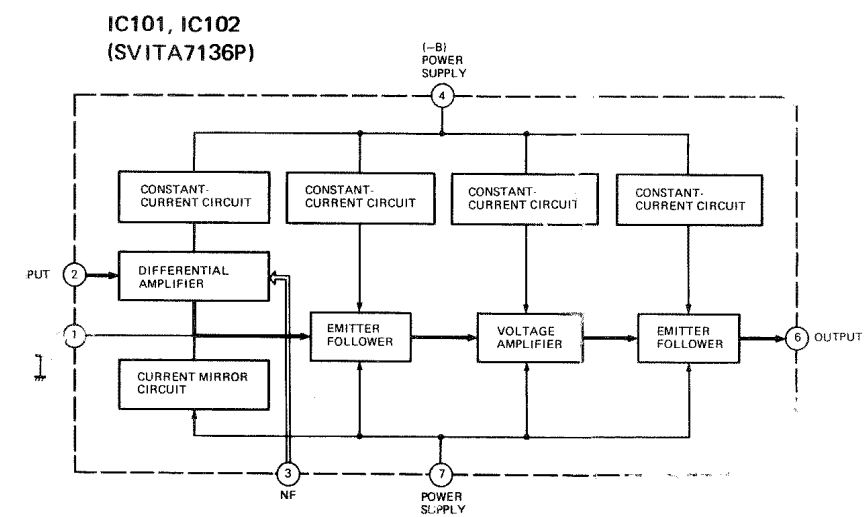 IC101, IC102
(SVITA7136P)
(–B)
POWER
SUPPLY
4
CONSTANT-
CURRENT CIRCUIT
CONSTANT-
CURRENT CIRCUIT
CONSTANT-
CURRENT CIRCUIT
CONSTANT-
CURRENT CIRCUIT
PUT
2
DIFFERENTIAL
AMPLIFIER
1
EMITTER
FOLLOWER
VOLTAGE
AMPLIFIER
EMITTER
FOLLOWER
6
OUTPUT
CURRENT MIRROR
CIRCUIT
3
NF
7
POWER
SUPPLY